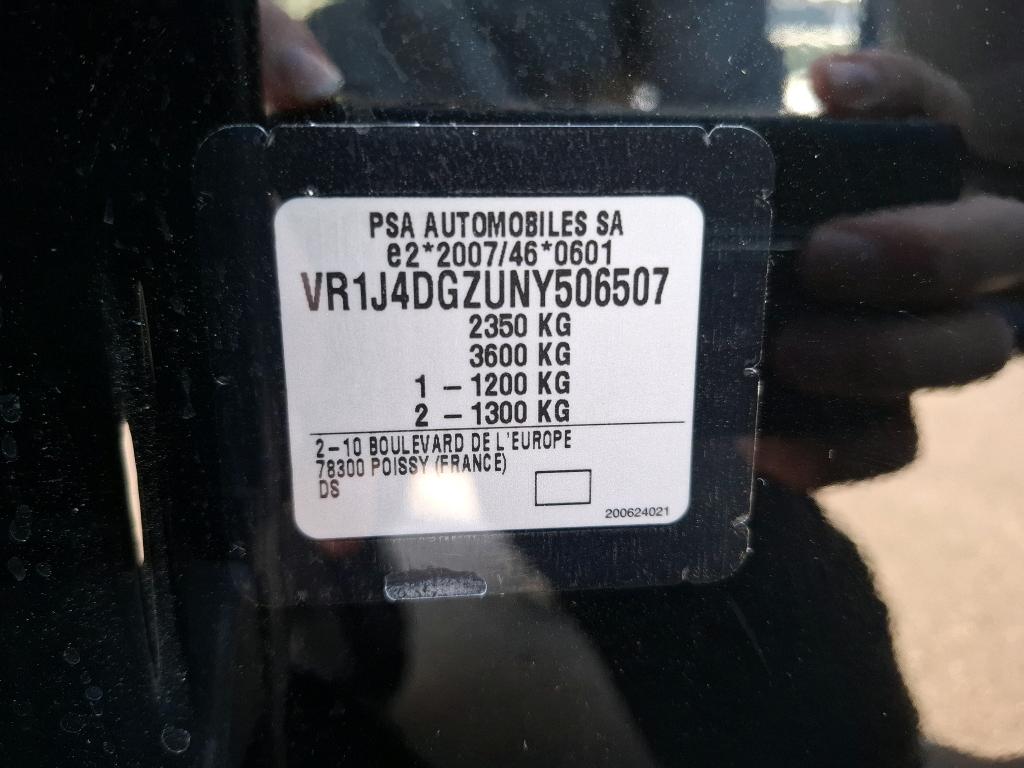 PSA AUTOMOBILES SA
e2*2007/46*0601
VR1J4DGZUNY506507
2350 KG
3600 KG
1 – 1200 KG
2 – 1300 KG
2–10 BOULEVARD DE L'EUROPE
78300 POISSY (FRANCE)
DS
200624021